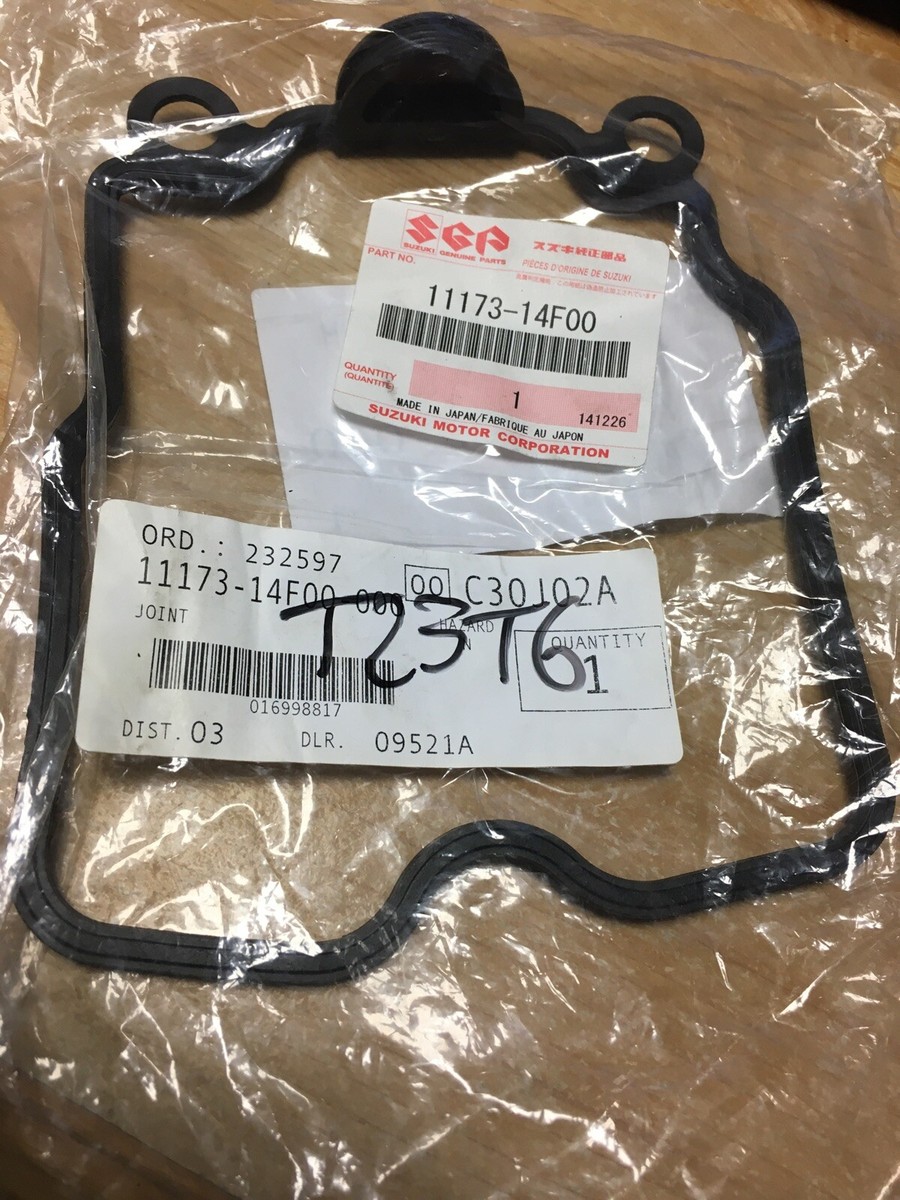 SGP
SUZUKI GENUINE PARTS
スズキ純正部品
PIECES D'ORIGINE DE SUZUKI
PART NO.
11173-14F00
QUANTITY
(QUANTITE)
1
141226
MADE IN JAPAN/FABRIQUE AU JAPON
SUZUKI MOTOR CORPORATION
ORD.: 232597
11173-14F00 000 00 C30J02A
JOINT
HAZARD
QUANTITY
1
T23T6
016998817
DIST. 03 DLR. 09521A